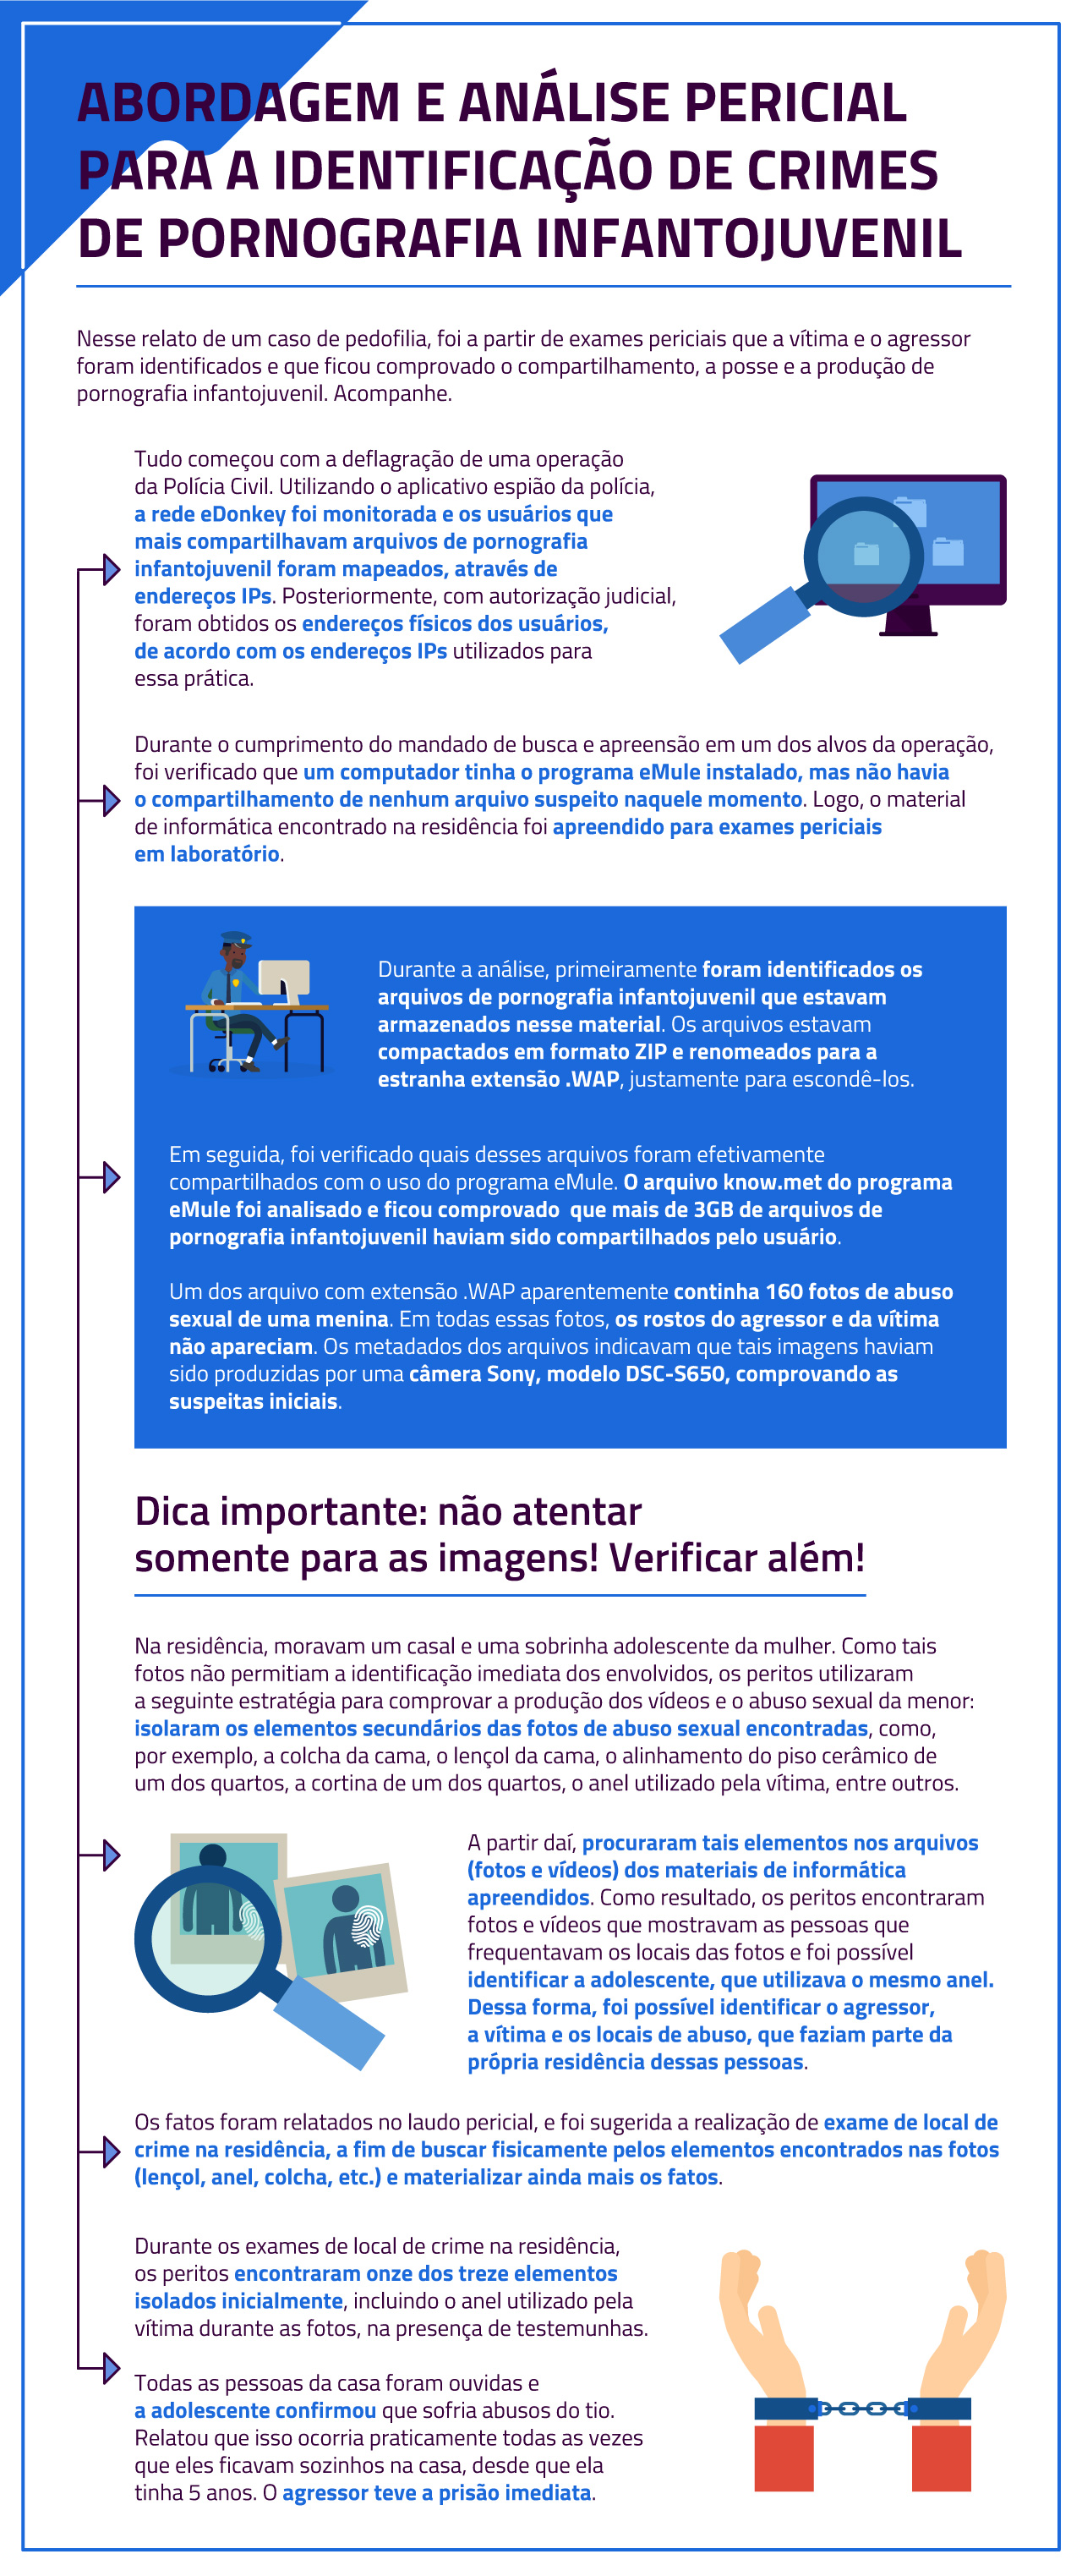 ABORDAGEM E ANÁLISE PERICIAL
PARA A IDENTIFICAÇÃO DE CRIMES
DE PORNOGRAFIA INFANTOJUVENIL
Nesse relato de um caso de pedofilia, foi a partir de exames periciais que a vítima e o agressor
foram identificados e que ficou comprovado o compartilhamento, a posse e a produção de
pornografia infantojuvenil. Acompanhe.
Tudo começou com a deflagração de uma operação
da Polícia Civil. Utilizando o aplicativo espião da polícia,
a rede eDonkey foi monitorada e os usuários que
mais compartilhavam arquivos de pornografia
infantojuvenil foram mapeados, através de
endereços IPs. Posteriormente, com autorização judicial,
foram obtidos os endereços físicos dos usuários,
de acordo com os endereços IPs utilizados para
essa prática.
Durante o cumprimento do mandado de busca e apreensão em um dos alvos da operação,
foi verificado que um computador tinha o programa eMule instalado, mas não havia
o compartilhamento de nenhum arquivo suspeito naquele momento. Logo, o material
de informática encontrado na residência foi apreendido para exames periciais
em laboratório.
Durante a análise, primeiramente foram identificados os
arquivos de pornografia infantojuvenil que estavam
armazenados nesse material. Os arquivos estavam
compactados em formato ZIP e renomeados para a
estranha extensão .WAP, justamente para escondê-los.
Em seguida, foi verificado quais desses arquivos foram efetivamente
compartilhados com o uso do programa eMule. O arquivo know.met do programa
eMule foi analisado e ficou comprovado que mais de 3GB de arquivos de
pornografia infantojuvenil haviam sido compartilhados pelo usuário.
Um dos arquivo com extensão .WAP aparentemente continha 160 fotos de abuso
sexual de uma menina. Em todas essas fotos, os rostos do agressor e da vítima
não apareciam. Os metadados dos arquivos indicavam que tais imagens haviam
sido produzidas por uma câmera Sony, modelo DSC-S650, comprovando as
suspeitas iniciais.
Dica importante: não atentar
somente para as imagens! Verificar além!
Na residência, moravam um casal e uma sobrinha adolescente da mulher. Como tais
fotos não permitiam a identificação imediata dos envolvidos, os peritos utilizaram
a seguinte estratégia para comprovar a produção dos vídeos e o abuso sexual da menor:
isolaram os elementos secundários das fotos de abuso sexual encontradas, como,
por exemplo, a colcha da cama, o lençol da cama, o alinhamento do piso cerâmico de
um dos quartos, a cortina de um dos quartos, o anel utilizado pela vítima, entre outros.
A partir daí, procuraram tais elementos nos arquivos
(fotos e vídeos) dos materiais de informática
apreendidos. Como resultado, os peritos encontraram
fotos e vídeos que mostravam as pessoas que
frequentavam os locais das fotos e foi possível
identificar a adolescente, que utilizava o mesmo anel.
Dessa forma, foi possível identificar o agressor,
a vítima e os locais de abuso, que faziam parte da
própria residência dessas pessoas.
Os fatos foram relatados no laudo pericial, e foi sugerida a realização de exame de local de
crime na residência, a fim de buscar fisicamente pelos elementos encontrados nas fotos
(lençol, anel, colcha, etc.) e materializar ainda mais os fatos.
Durante os exames de local de crime na residência,
os peritos encontraram onze dos treze elementos
isolados inicialmente, incluindo o anel utilizado pela
vítima durante as fotos, na presença de testemunhas.
Todas as pessoas da casa foram ouvidas e
a adolescente confirmou que sofria abusos do tio.
Relatou que isso ocorria praticamente todas as vezes
que eles ficavam sozinhos na casa, desde que ela
tinha 5 anos. O agressor teve a prisão imediata.